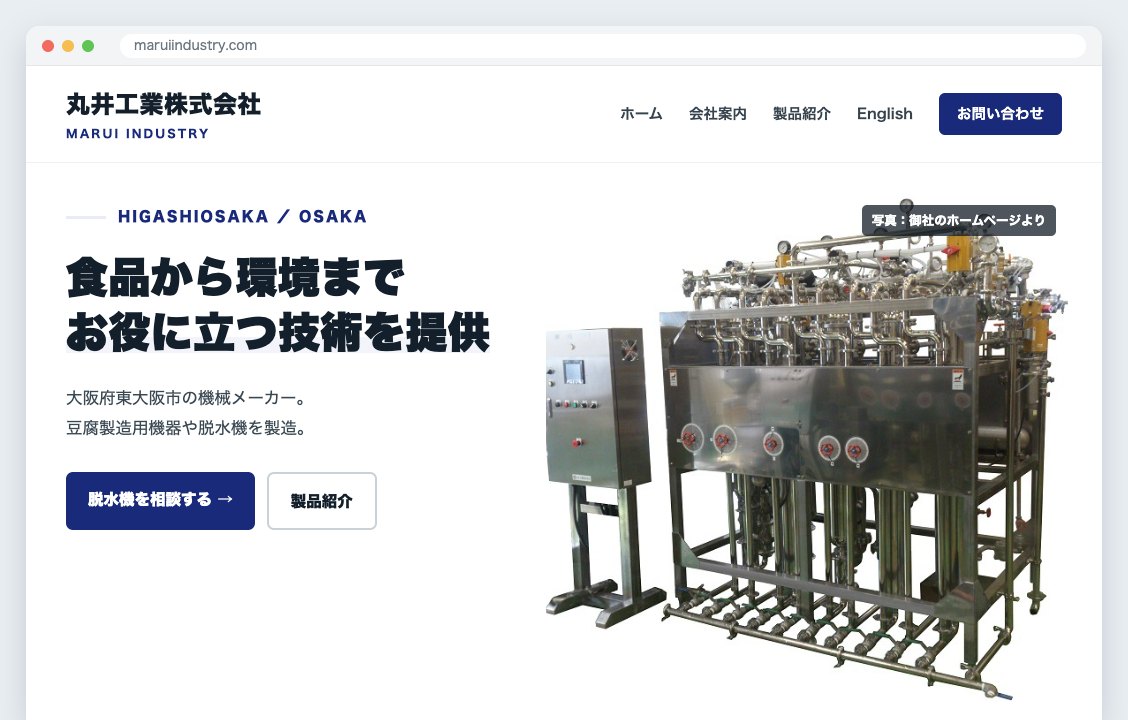 maruiindustry.com
丸井工業株式会社
MARUI INDUSTRY
ホーム
会社案内
製品紹介
English
お問い合わせ
HIGASHIOSAKA / OSAKA
写真：御社のホームページより
食品から環境まで
お役に立つ技術を提供
大阪府東大阪市の機械メーカー。
豆腐製造用機器や脱水機を製造。
脱水機を相談する →
製品紹介